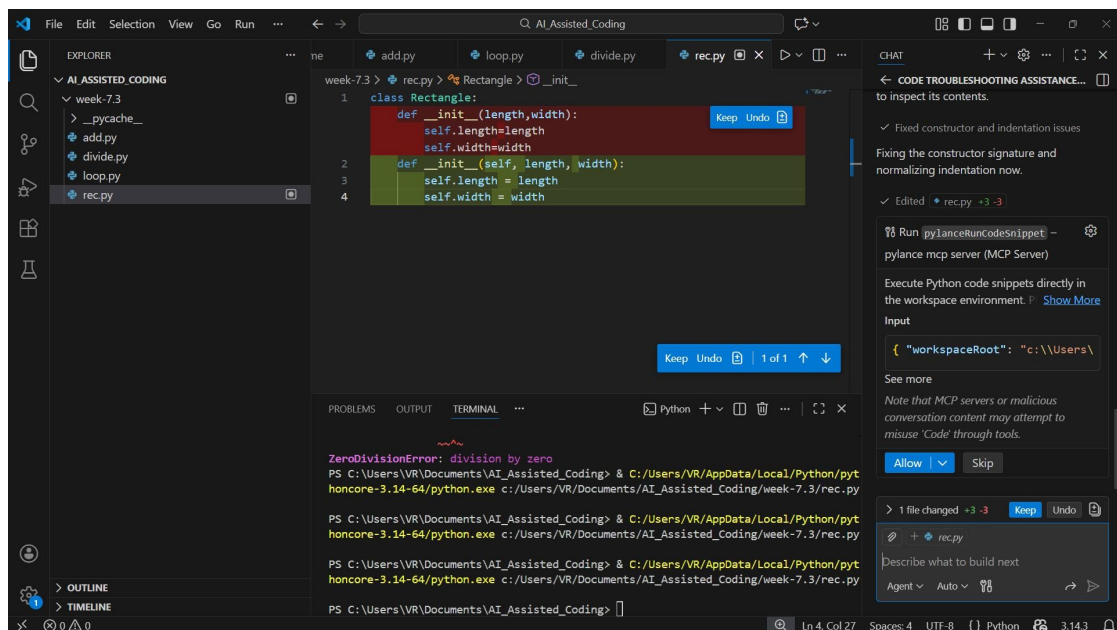 File Edit Selection View Go Run ···
AI_Assisted_Coding
EXPLORER ···
AI_ASSISTED_CODING
week-7.3
__pycache__
add.py
divide.py
loop.py
rec.py
OUTLINE
TIMELINE
me add.py loop.py divide.py rec.py
week-7.3 > rec.py > Rectangle > __init__
1 class Rectangle:
def __init__(length,width):
self.length=length
self.width=width
2 def __init__(self, length, width):
3 self.length = length
4 self.width = width
Keep Undo
Keep Undo 1 of 1
PROBLEMS OUTPUT TERMINAL ··· Python
ZeroDivisionError: division by zero
PS C:\Users\VR\Documents\AI_Assisted_Coding> & C:/Users/VR/AppData/Local/Python/pyt
honcore-3.14-64/python.exe c:/Users/VR/Documents/AI_Assisted_Coding/week-7.3/rec.py
PS C:\Users\VR\Documents\AI_Assisted_Coding> & C:/Users/VR/AppData/Local/Python/pyt
honcore-3.14-64/python.exe c:/Users/VR/Documents/AI_Assisted_Coding/week-7.3/rec.py
PS C:\Users\VR\Documents\AI_Assisted_Coding> & C:/Users/VR/AppData/Local/Python/pyt
honcore-3.14-64/python.exe c:/Users/VR/Documents/AI_Assisted_Coding/week-7.3/rec.py
PS C:\Users\VR\Documents\AI_Assisted_Coding>
CHAT
CODE TROUBLESHOOTING ASSISTANCE...
to inspect its contents.
Fixed constructor and indentation issues
Fixing the constructor signature and
normalizing indentation now.
Edited rec.py +3 -3
Run pylanceRunCodeSnippet –
pylance mcp server (MCP Server)
Execute Python code snippets directly in
the workspace environment. P Show More
Input
{ "workspaceRoot": "c:\\Users\
See more
Note that MCP servers or malicious
conversation content may attempt to
misuse 'Code' through tools.
Allow Skip
1 file changed +3 -3 Keep Undo
rec.py
Describe what to build next
Agent Auto
1
0 0 Ln 4, Col 27 Spaces: 4 UTF-8 {} Python 3.14.3